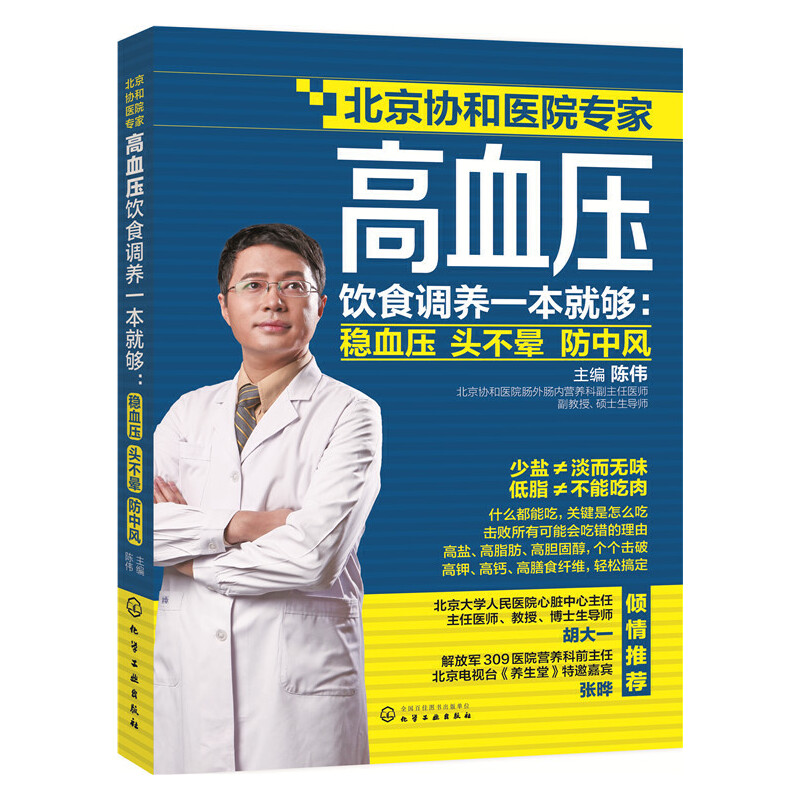 北京协和医院专家
高血压饮食调养一本就够：
稳血压 头不晕 防中风
主编
陈伟
化学工业出版社
北京协和医院专家
高血压
饮食调养一本就够：
稳血压 头不晕 防中风
主编 陈伟
北京协和医院肠外肠内营养科副主任医师
副教授、硕士生导师
少盐≠淡而无味
低脂≠不能吃肉
什么都能吃，关键是怎么吃
击败所有可能会吃错的理由
高盐、高脂肪、高胆固醇，个个击破
高钾、高钙、高膳食纤维，轻松搞定
北京大学人民医院心脏中心主任
主任医师、教授、博士生导师
胡大一
解放军309医院营养科前主任
北京电视台《养生堂》特邀嘉宾
张晔
倾情推荐
全国百佳图书出版单位
化学工业出版社